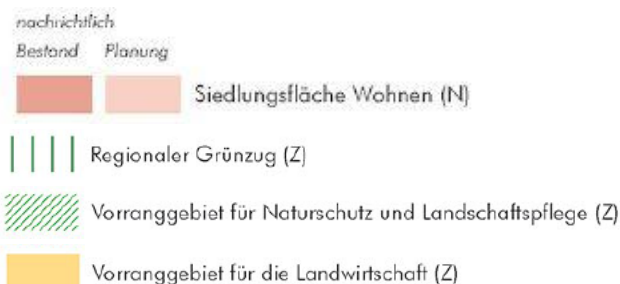 nachrichtlich
Bestand Planung
Siedlungsfläche Wohnen (N)
Regionaler Grünzug (Z)
Vorranggebiet für Naturschutz und Landschaftspflege (Z)
Vorranggebiet für die Landwirtschaft (Z)